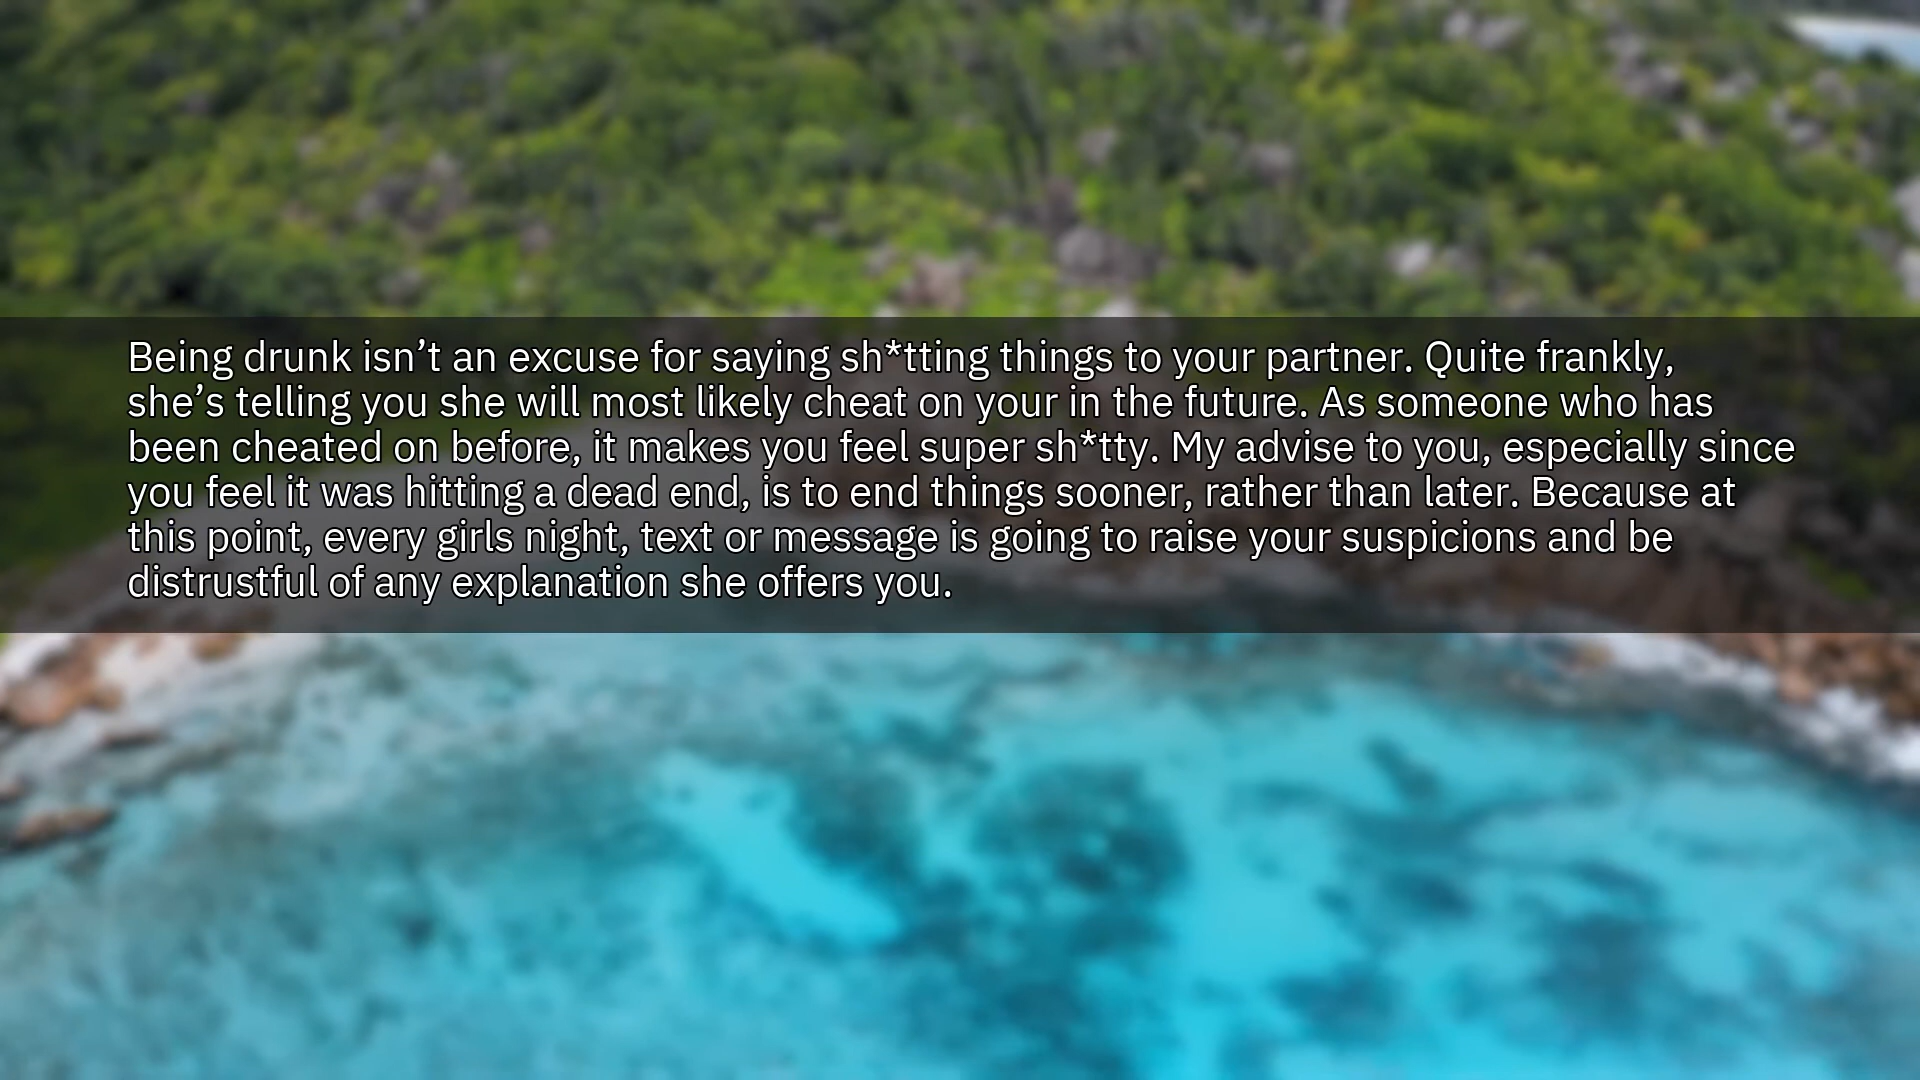 Being drunk isn’t an excuse for saying sh*tting things to your partner. Quite frankly,
she’s telling you she will most likely cheat on your in the future. As someone who has
been cheated on before, it makes you feel super sh*tty. My advise to you, especially since
you feel it was hitting a dead end, is to end things sooner, rather than later. Because at
this point, every girls night, text or message is going to raise your suspicions and be
distrustful of any explanation she offers you.